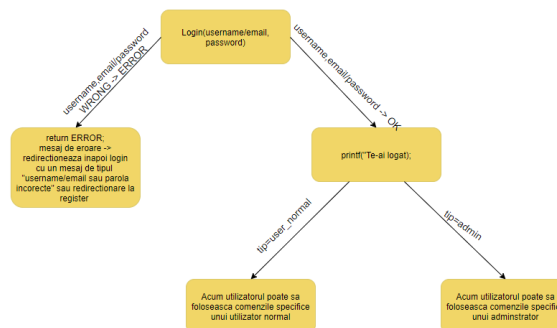 Login(username/email,
password)
username,email/password
WRONG -> ERROR
username,email/password -> OK
return ERROR;
mesaj de eroare ->
redirectioneaza inapoi login
cu un mesaj de tipul
"username/email sau parola
incorecte" sau redirectionare la
register
printf("Te-ai logat);
tip=user_normal
tip=admin
Acum utilizatorul poate sa
foloseasca comenzile specifice
unui utilizator normal
Acum utilizatorul poate sa
foloseasca comenzile specifice
unui adminstrator